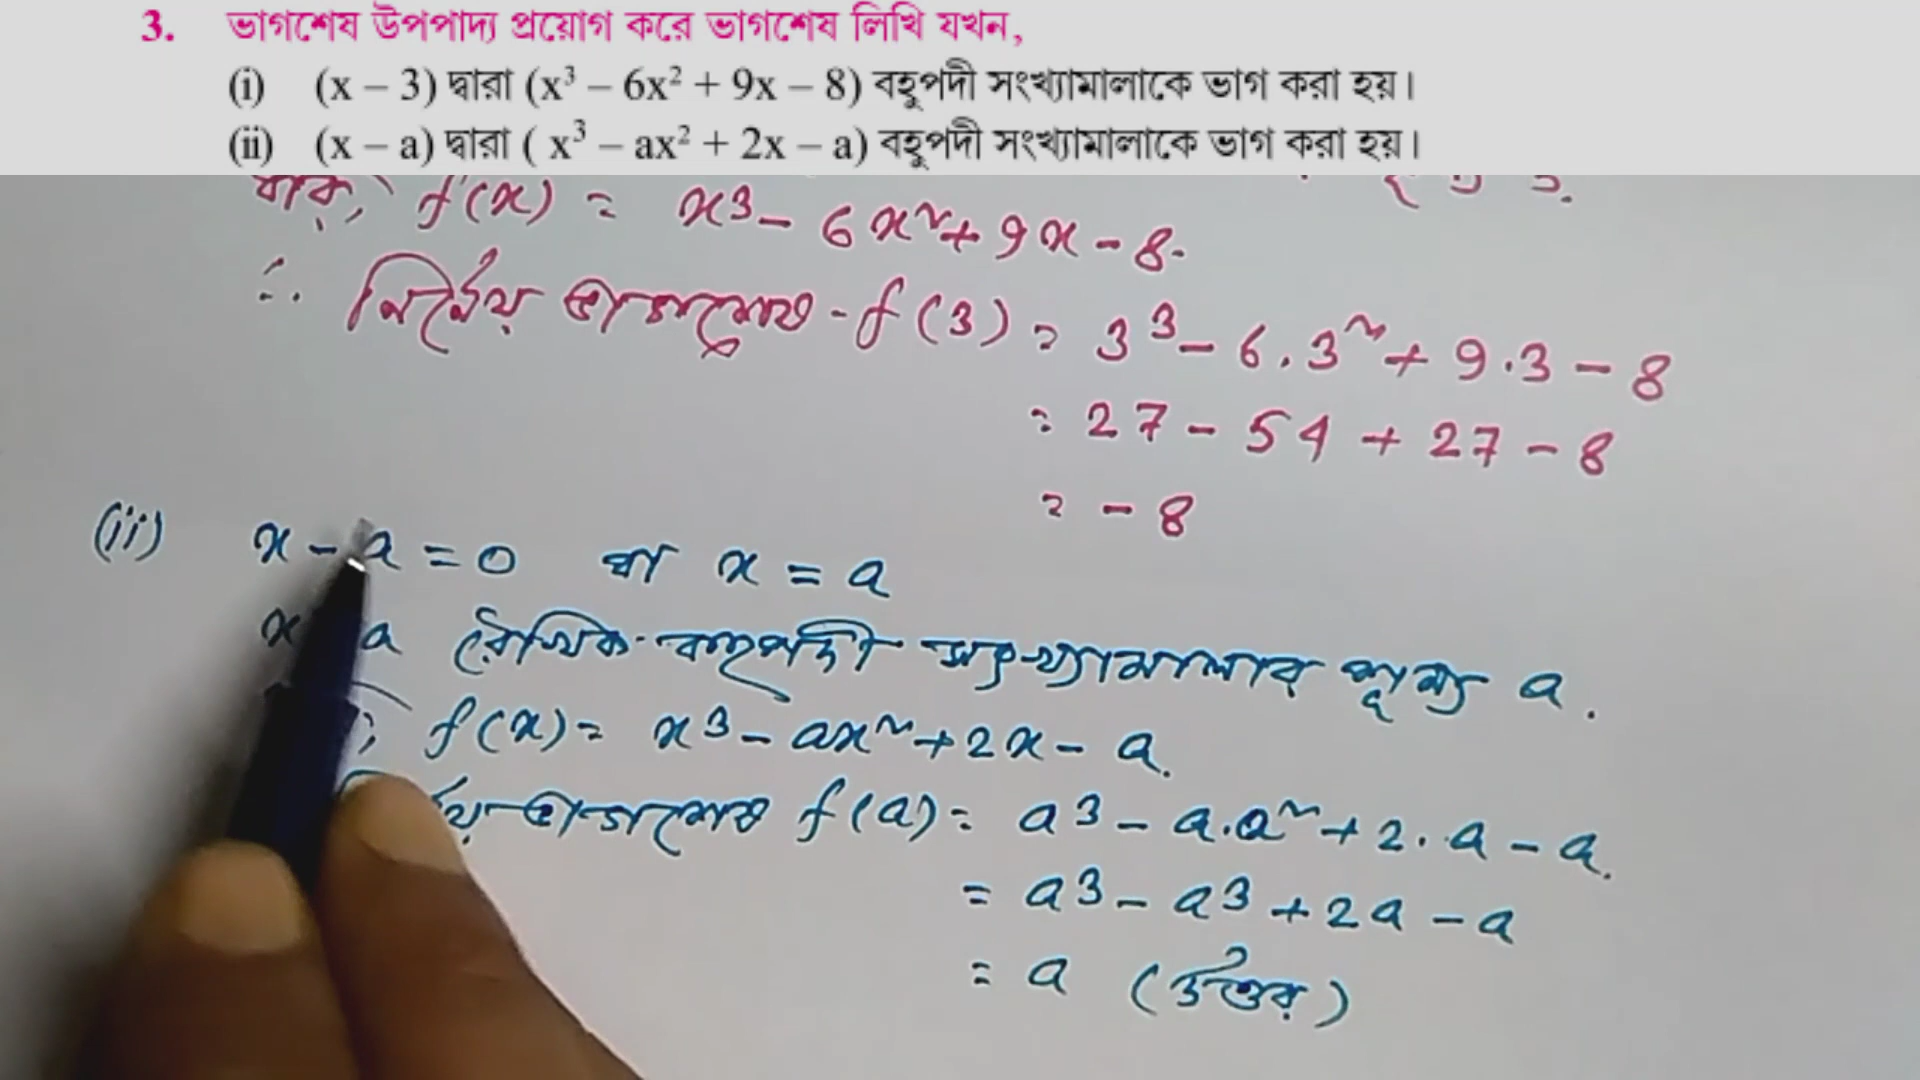 3. ভাগশেষ উপপাদ্য প্রয়োগ করে ভাগশেষ লিখি যখন,
(i) (x – 3) দ্বারা (x³ – 6x² + 9x – 8) বহুপদী সংখ্যামালাকে ভাগ করা হয়।
(ii) (x – a) দ্বারা ( x³ – ax² + 2x – a) বহুপদী সংখ্যামালাকে ভাগ করা হয়।
f(x) = x³ – 6x² + 9x – 8.
∴ নির্ণেয় ভাগশেষ - f(3) = 3³ – 6.3² + 9.3 – 8
= 27 – 54 + 27 – 8
= – 8
(ii) x – a = 0 বা x = a
x a রৈখিক বহুপদী সংখ্যামালার শূন্য a.
f(x) = x³ – ax² + 2x – a.
ভাগশেষ f(a) = a³ – a.a² + 2.a – a.
= a³ – a³ + 2a – a
= a (উত্তর)